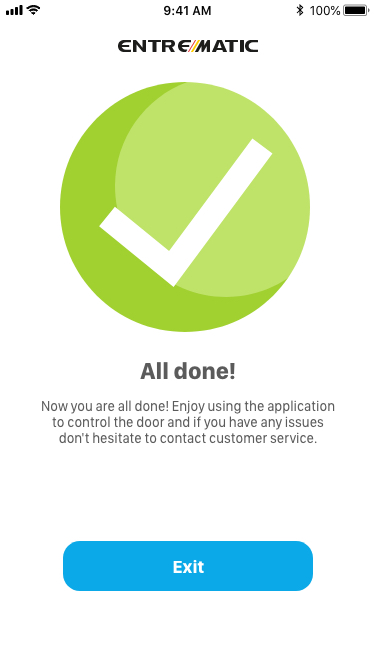 9:41 AM
100%
ENTREMATIC
All done!
Now you are all done! Enjoy using the application
to control the door and if you have any issues
don't hesitate to contact customer service.
Exit